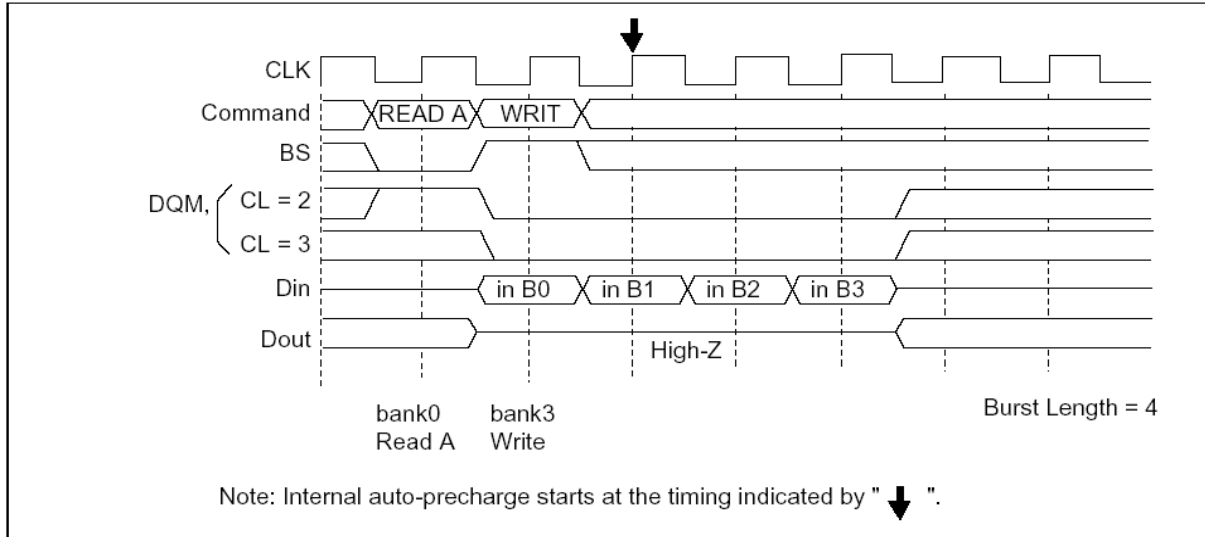 CLK
Command READ A WRIT
BS
DQM, CL = 2
CL = 3
Din in B0 in B1 in B2 in B3
Dout High-Z
bank0 bank3 Burst Length = 4
Read A Write
Note: Internal auto-precharge starts at the timing indicated by " ".